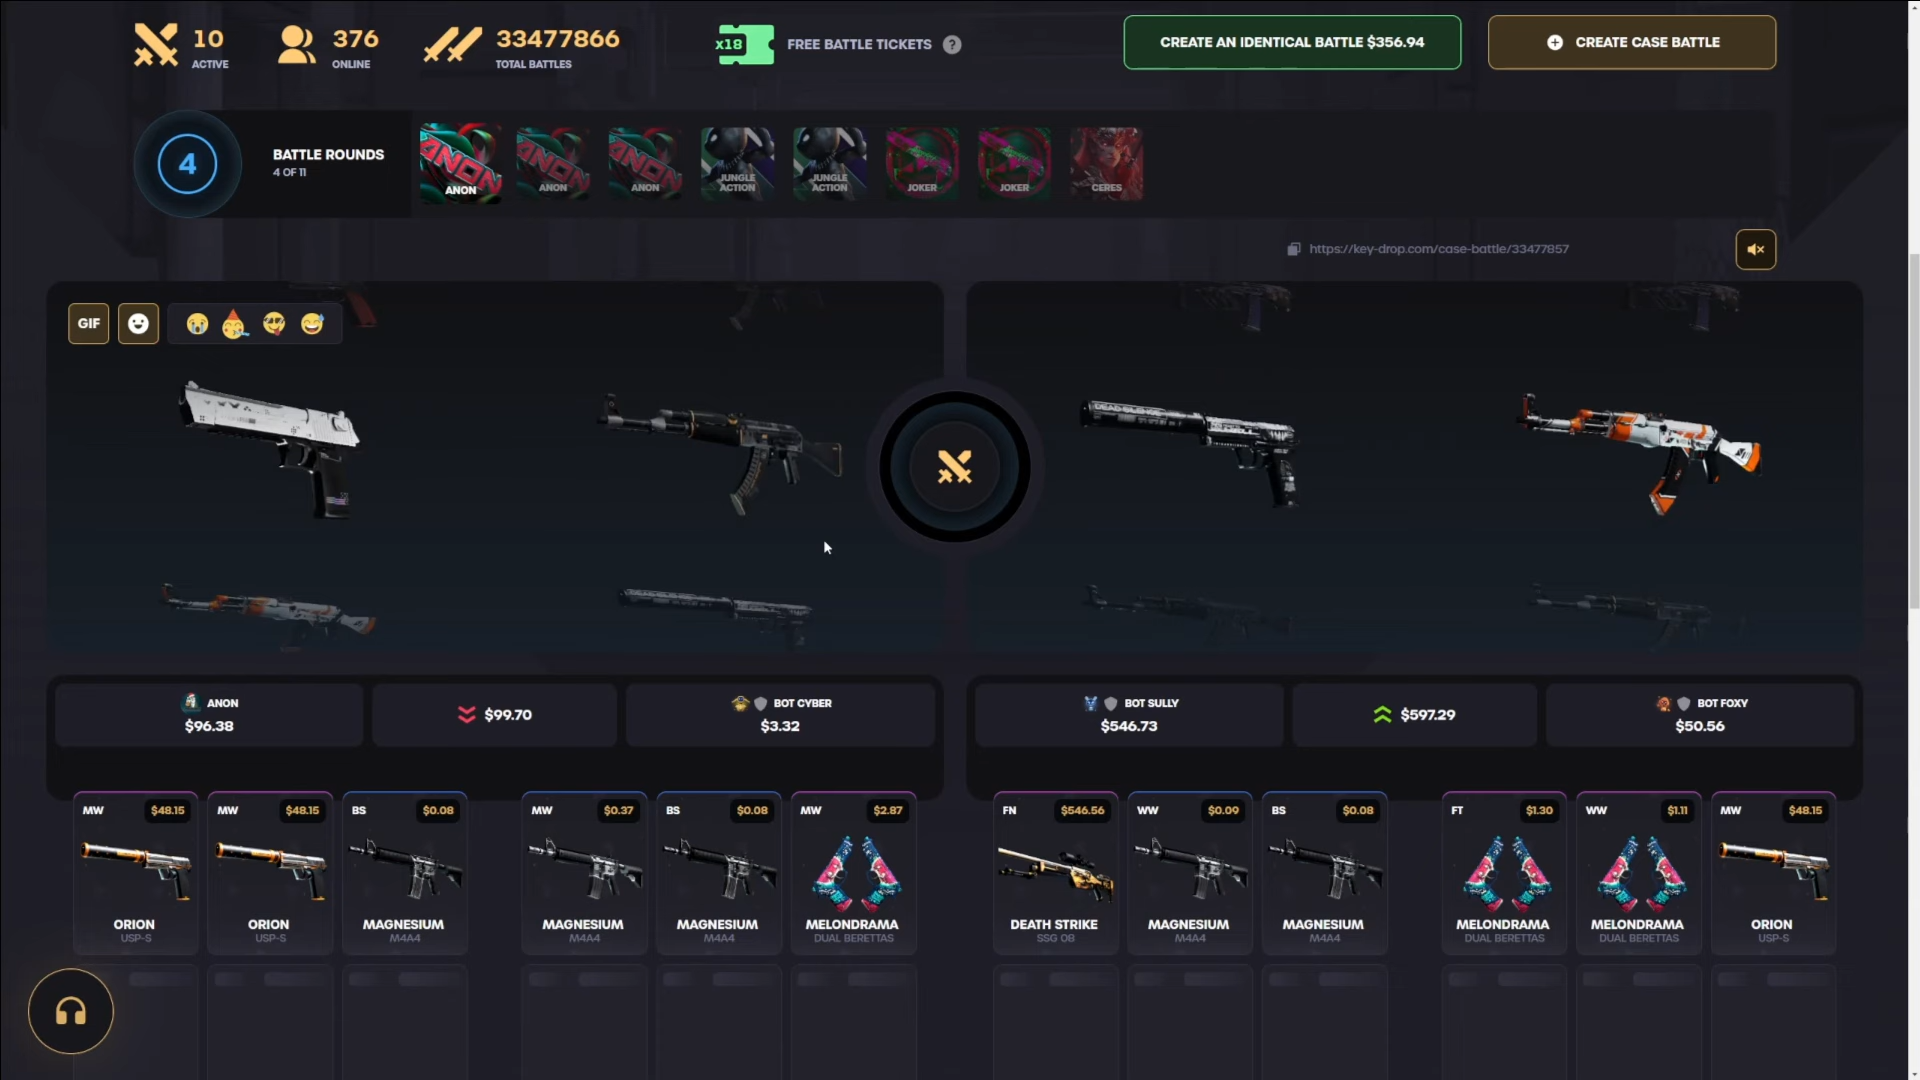 10
ACTIVE
376
ONLINE
33477866
TOTAL BATTLES
x18
FREE BATTLE TICKETS ?
CREATE AN IDENTICAL BATTLE $356.94
CREATE CASE BATTLE
4
BATTLE ROUNDS
4 OF 11
ANON
ANON
ANON
JUNGLE ACTION
JUNGLE ACTION
JOKER
JOKER
CERES
https://key-drop.com/case-battle/33477857
GIF
ANON
$96.38
$99.70
BOT CYBER
$3.32
BOT SULLY
$546.73
$597.29
BOT FOXY
$50.56
MW $48.15
ORION
USP-S
MW $48.15
ORION
USP-S
BS $0.08
MAGNESIUM
M4A4
MW $0.37
MAGNESIUM
M4A4
BS $0.08
MAGNESIUM
M4A4
MW $2.87
MELONDRAMA
DUAL BERETTAS
FN $546.56
DEATH STRIKE
SSG 08
WW $0.09
MAGNESIUM
M4A4
BS $0.08
MAGNESIUM
M4A4
FT $1.30
MELONDRAMA
DUAL BERETTAS
WW $1.11
MELONDRAMA
DUAL BERETTAS
MW $48.15
ORION
USP-S